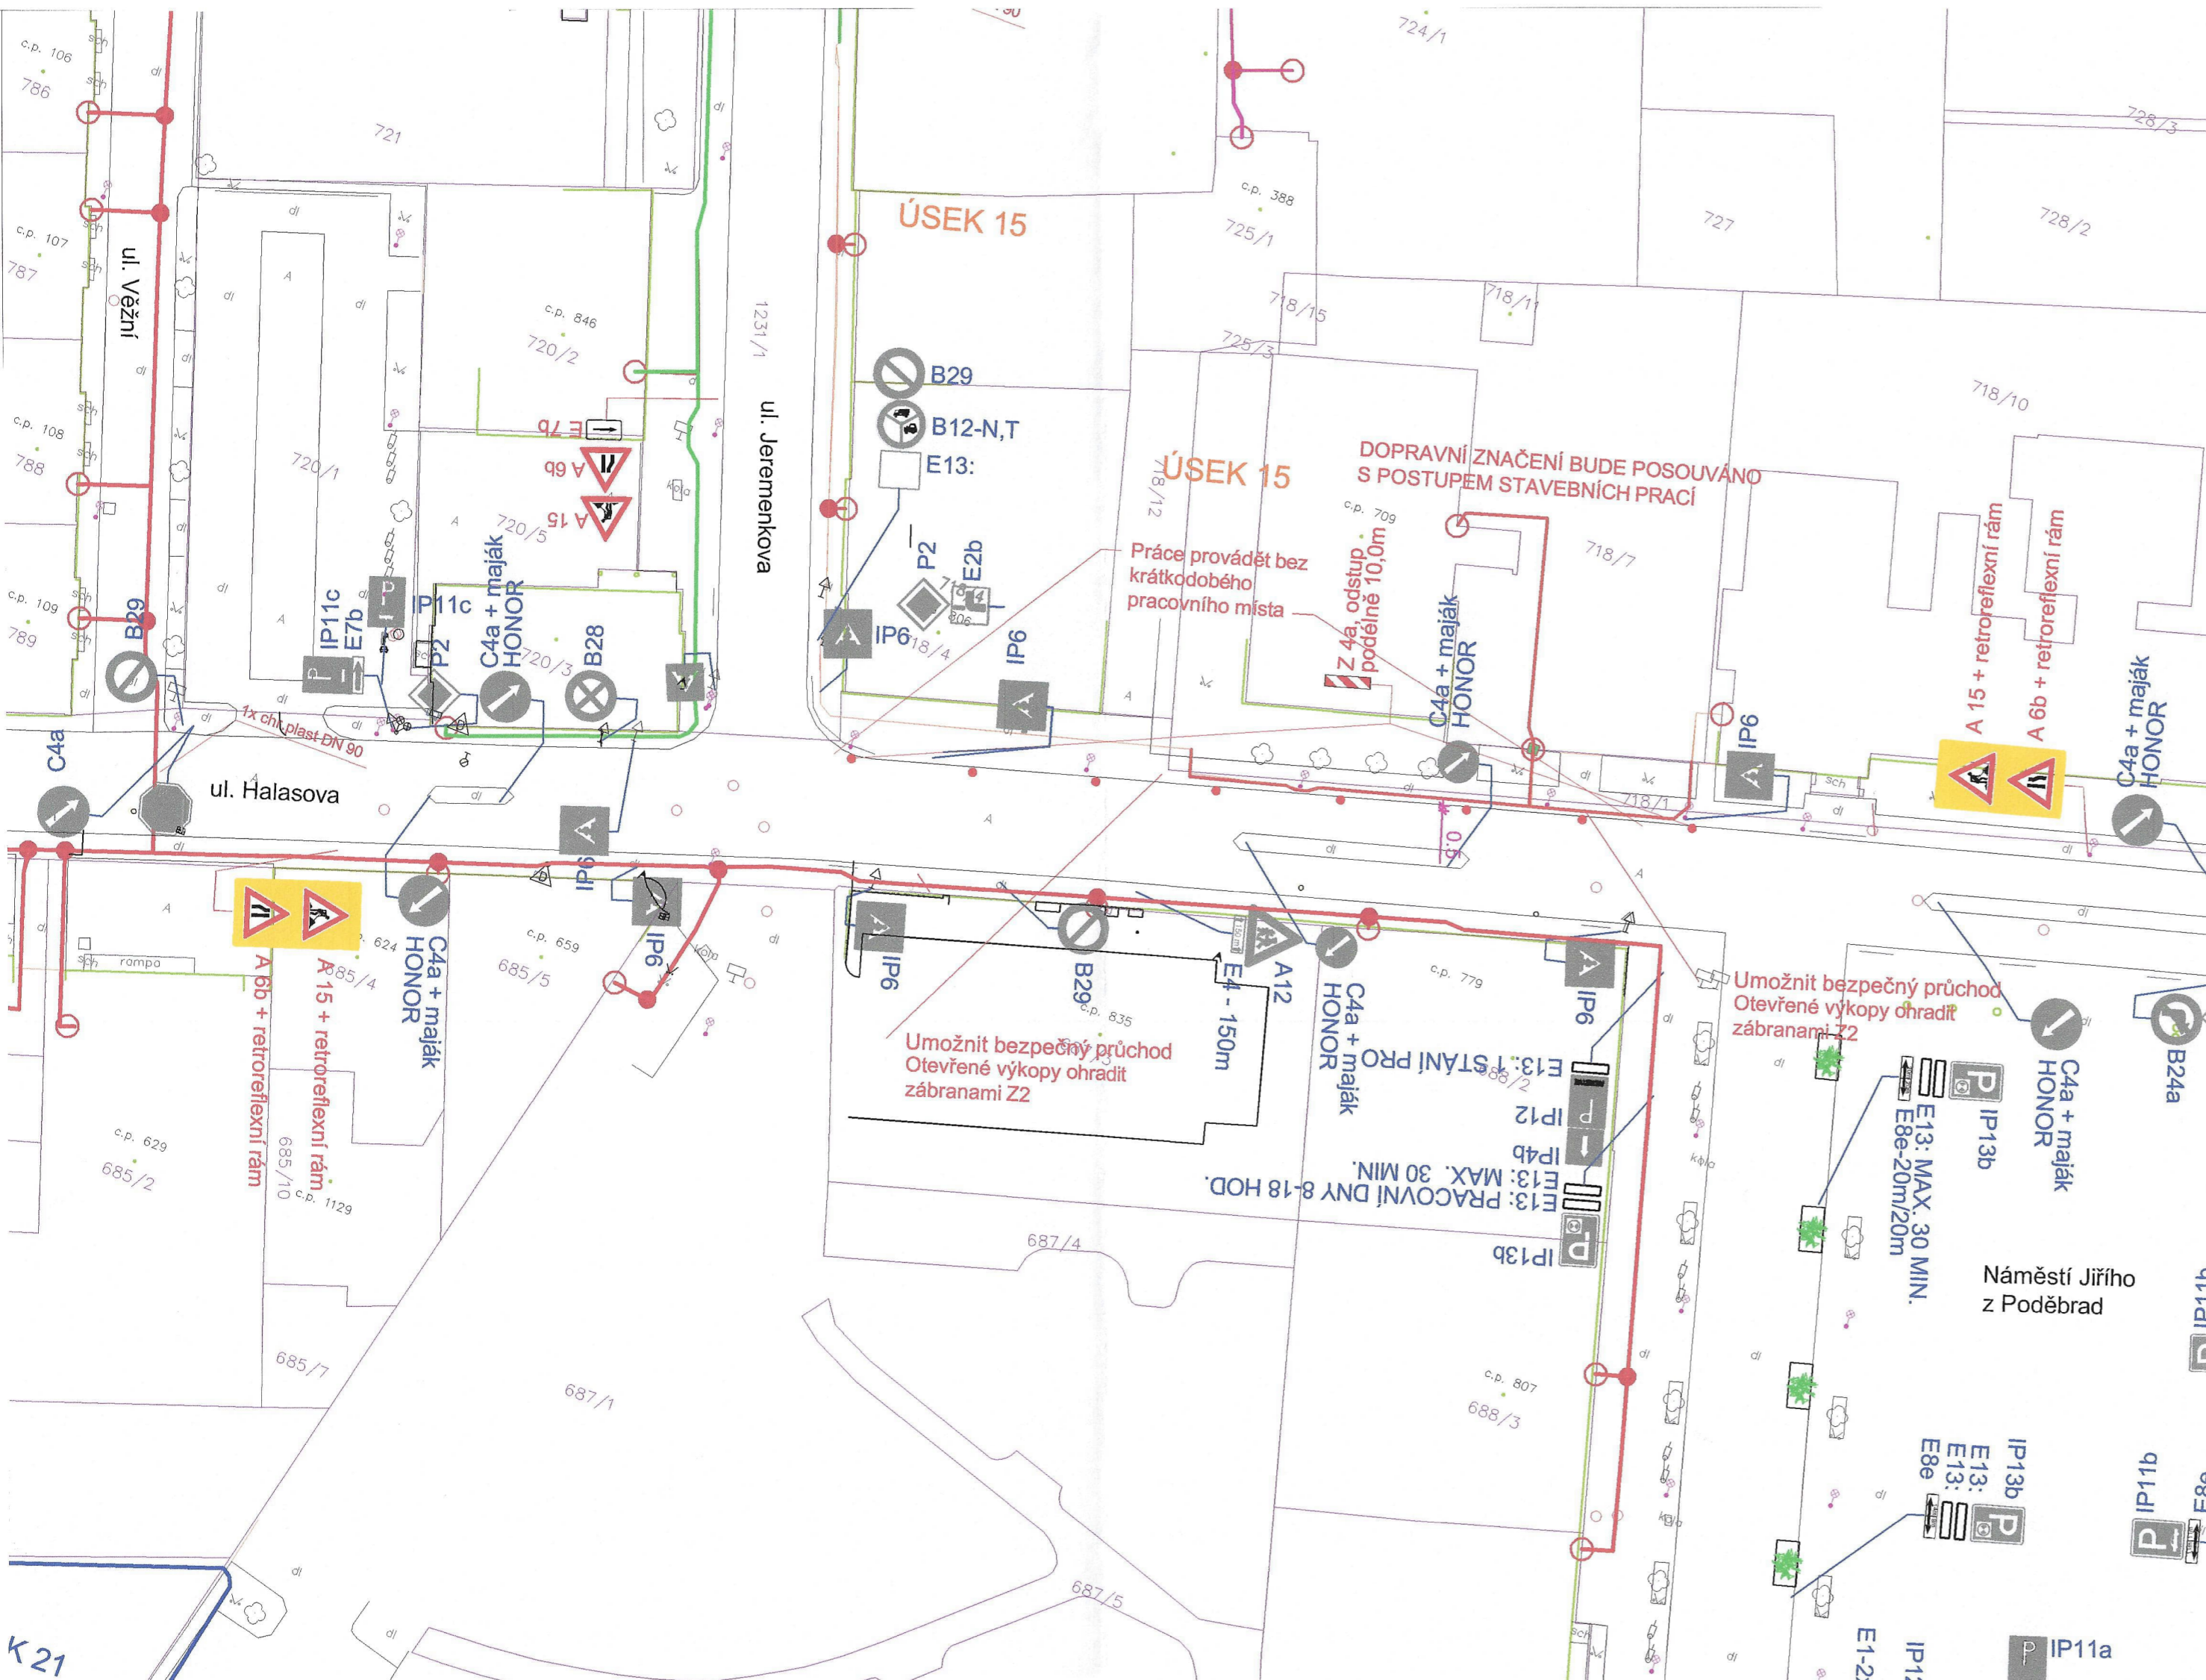 c.p. 106
786
c.p. 107
787
c.p. 108
788
c.p. 109
789
ul. Věžní
721
724/1
728/3
c.p. 388
725/1
727
728/2
ÚSEK 15
c.p. 846
720/2
1231/1
718/15
718/11
725/3
718/10
B29
B12-N,T
E13:
ul. Jeremenkova
E 7b
A 6b
A 15
720/1
720/5
718/12
ÚSEK 15
DOPRAVNÍ ZNAČENÍ BUDE POSOUVÁNO
S POSTUPEM STAVEBNÍCH PRACÍ
c.p. 709
Z 4a, odstup
podélně 10,0m
718/7
Práce provádět bez
krátkodobého
pracovního místa
A 15 + retroreflexní rám
A 6b + retroreflexní rám
B29
IP11c
E7b
IP11c
P2
C4a + maják
HONOR
720/3
B28
P2
E2b
IP6
718/4
IP6
C4a + maják
HONOR
IP6
C4a + maják
HONOR
C4a
1x chr.plast DN 90
ul. Halasova
718/1
0.5
IP6
rampa
c.p. 624
685/4
A 6b + retroreflexní rám
A 15 + retroreflexní rám
C4a + maják
HONOR
c.p. 659
685/5
IP6
IP6
B29
c.p. 835
E4 - 150m
A12
C4a + maják
HONOR
c.p. 779
688/2
IP6
Umožnit bezpečný průchod
Otevřené výkopy ohradit
zábranami Z2
Umožnit bezpečný průchod
Otevřené výkopy ohradit
zábranami Z2
E13: 1 STÁNÍ PRO
IP12
IP4b
E13: MAX. 30 MIN.
E13: PRACOVNÍ DNY 8-18 HOD.
IP13b
IP13b
E13: MAX. 30 MIN.
E8e-20m/20m
C4a + maják
HONOR
B24a
c.p. 629
685/2
685/10
c.p. 1129
687/4
Náměstí Jiřího
z Poděbrad
685/7
687/1
c.p. 807
688/3
IP13b
E13:
E13:
E8e
IP11b
687/5
K 21
IP11a